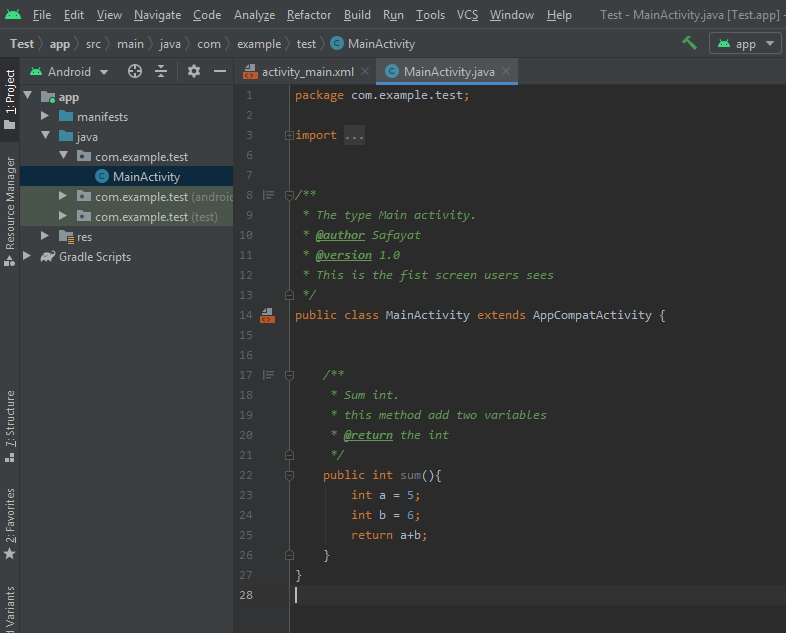 File Edit View Navigate Code Analyze Refactor Build Run Tools VCS Window Help Test - MainActivity.java [Test.app] -
Test app src main java com example test MainActivity app
1: Project
Resource Manager
7: Structure
2: Favorites
d Variants
Android
app
manifests
java
com.example.test
MainActivity
com.example.test (androic
com.example.test (test)
res
Gradle Scripts
activity_main.xml MainActivity.java
1 package com.example.test;
2
3 import ...
6
7
8 /**
9 * The type Main activity.
10 * @author Safayat
11 * @version 1.0
12 * This is the fist screen users sees
13 */
14 public class MainActivity extends AppCompatActivity {
15
16
17 /**
18 * Sum int.
19 * this method add two variables
20 * @return the int
21 */
22 public int sum(){
23 int a = 5;
24 int b = 6;
25 return a+b;
26 }
27 }
28